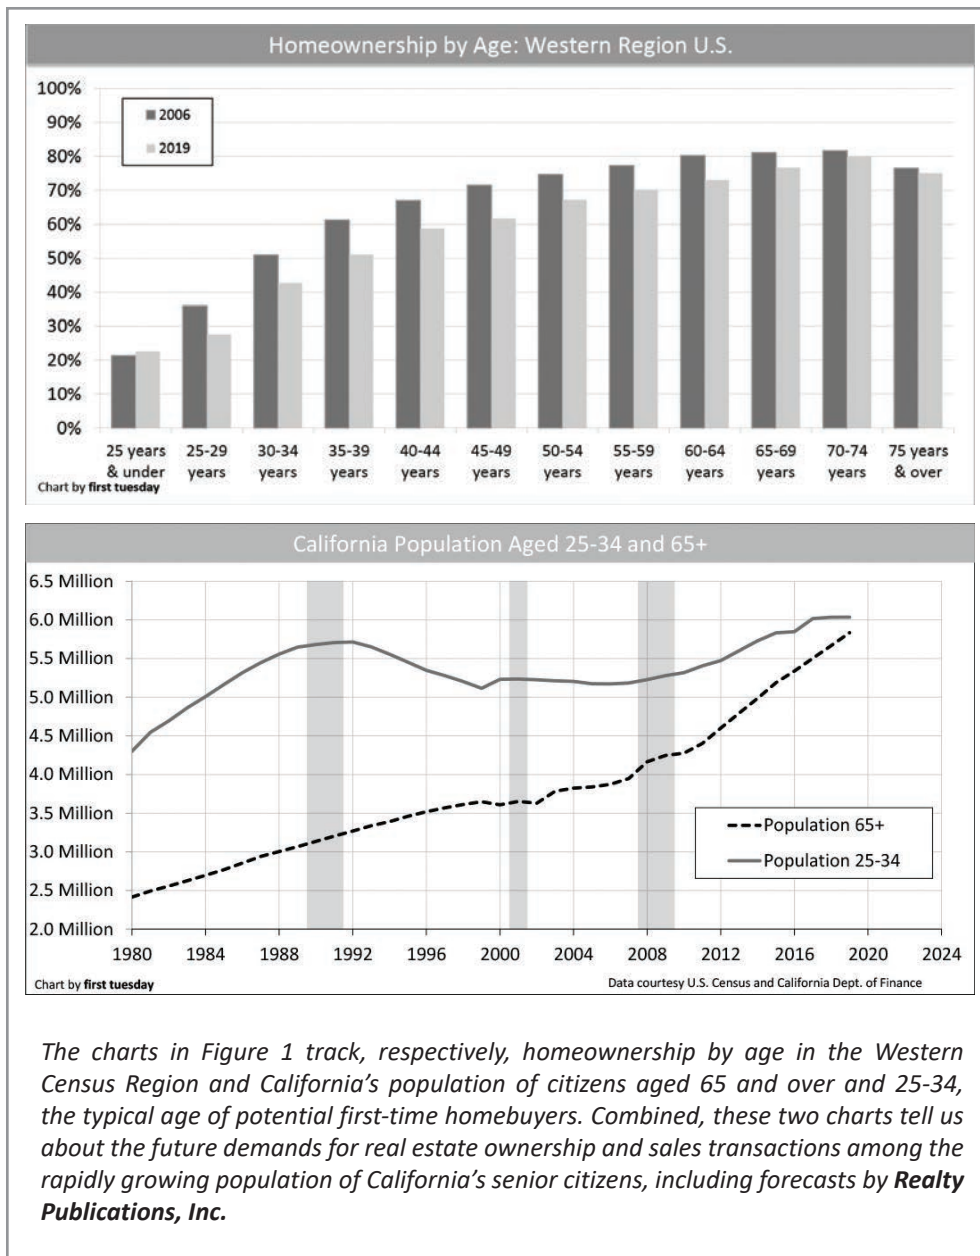 Homeownership by Age: Western Region U.S.
100%
90%
80%
70%
60%
50%
40%
30%
20%
10%
0%
2006
2019
25 years & under
25-29 years
30-34 years
35-39 years
40-44 years
45-49 years
50-54 years
55-59 years
60-64 years
65-69 years
70-74 years
75 years & over
Chart by first tuesday
California Population Aged 25-34 and 65+
6.5 Million
6.0 Million
5.5 Million
5.0 Million
4.5 Million
4.0 Million
3.5 Million
3.0 Million
2.5 Million
2.0 Million
Population 65+
Population 25-34
1980 1984 1988 1992 1996 2000 2004 2008 2012 2016 2020 2024
Chart by first tuesday
Data courtesy U.S. Census and California Dept. of Finance
The charts in Figure 1 track, respectively, homeownership by age in the Western
Census Region and California's population of citizens aged 65 and over and 25-34,
the typical age of potential first-time homebuyers. Combined, these two charts tell us
about the future demands for real estate ownership and sales transactions among the
rapidly growing population of California's senior citizens, including forecasts by Realty
Publications, Inc.